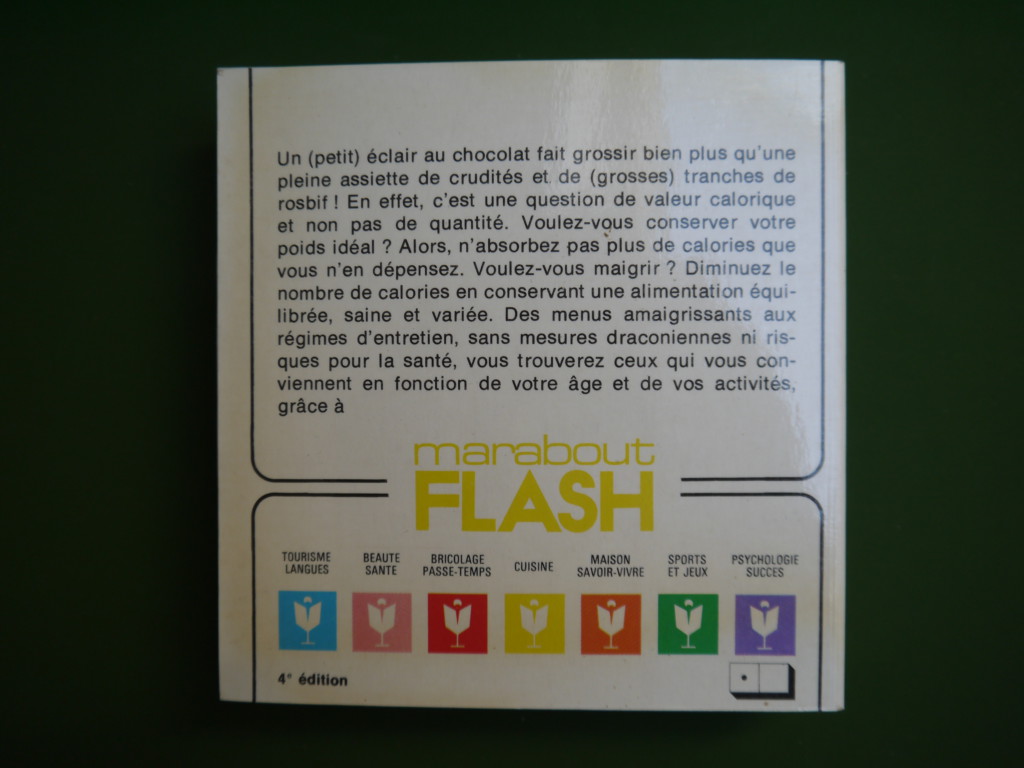 Un (petit) éclair au chocolat fait grossir bien plus qu'une
pleine assiette de crudités et de (grosses) tranches de
rosbif ! En effet, c'est une question de valeur calorique
et non pas de quantité. Voulez-vous conserver votre
poids idéal ? Alors, n'absorbez pas plus de calories que
vous n'en dépensez. Voulez-vous maigrir ? Diminuez le
nombre de calories en conservant une alimentation équi-
librée, saine et variée. Des menus amaigrissants aux
régimes d'entretien, sans mesures draconiennes ni ris-
ques pour la santé, vous trouverez ceux qui vous con-
viennent en fonction de votre âge et de vos activités,
grâce à
marabout
FLASH
TOURISME LANGUES
BEAUTE SANTE
BRICOLAGE PASSE-TEMPS
CUISINE
MAISON SAVOIR-VIVRE
SPORTS ET JEUX
PSYCHOLOGIE SUCCES
4° édition